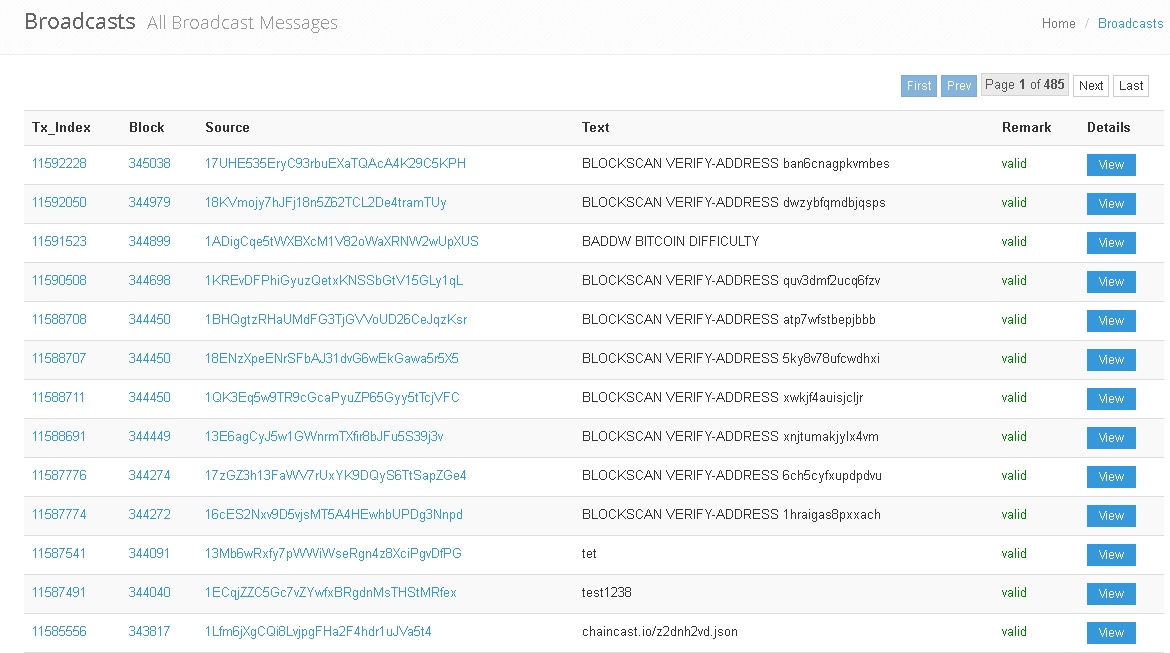 Broadcasts All Broadcast Messages
Home / Broadcasts
First Prev Page 1 of 485 Next Last
Tx_Index Block Source Text Remark Details
11592228 345038 17UHE535EryC93rbuEXaTQAcA4K29C5KPH BLOCKSCAN VERIFY-ADDRESS ban6cnagpkvmbes valid View
11592050 344979 18KVmojy7hJFj18n5Z62TCL2De4tramTUy BLOCKSCAN VERIFY-ADDRESS dwzybfqmdbjqsps valid View
11591523 344899 1ADigCqe5tWXBXcM1V82oWaXRNW2wUpXUS BADDW BITCOIN DIFFICULTY valid View
11590508 344698 1KREvDFPhiGyuzQetxKNSSbGtV15GLy1qL BLOCKSCAN VERIFY-ADDRESS quv3dmf2ucq6fzv valid View
11588708 344450 1BHQgtzRHaUMdFG3TjGVVoUD26CeJqzKsr BLOCKSCAN VERIFY-ADDRESS atp7wfstbepjbbb valid View
11588707 344450 18ENzXpeENrSFbAJ31dvG6wEkGawa5r5X5 BLOCKSCAN VERIFY-ADDRESS 5ky8v78ufcwdhxi valid View
11588711 344450 1QK3Eq5w9TR9cGcaPyuZP65Gyy5tTcjVFC BLOCKSCAN VERIFY-ADDRESS xwkjf4auisjcljr valid View
11588691 344449 13E6agCyJ5w1GWnrmTXfir8bJFu5S39j3v BLOCKSCAN VERIFY-ADDRESS xnjtumakjylx4vm valid View
11587776 344274 17zGZ3h13FaWV7rUxYK9DQyS6TtSapZGe4 BLOCKSCAN VERIFY-ADDRESS 6ch5cyfxupdpdvu valid View
11587774 344272 16cES2Nxv9D5vjsMT5A4HEwhbUPDg3Nnpd BLOCKSCAN VERIFY-ADDRESS 1hraigas8pxxach valid View
11587541 344091 13Mb6wRxfy7pWWiWseRgn4z8XciPgvDfPG tet valid View
11587491 344040 1ECqjZZC5Gc7vZYwfxBRgdnMsTHStMRfex test1238 valid View
11585556 343817 1Lfm6jXgCQi8LvjpgFHa2F4hdr1uJVa5t4 chaincast.io/z2dnh2vd.json valid View